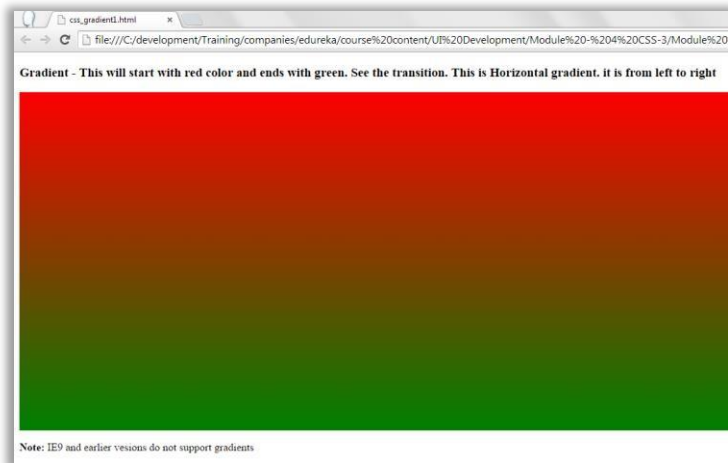 css_gradient1.html
file:///C:/development/Training/companies/edureka/course%20content/UI%20Development/Module%20-%204%20CSS-3/Module%20
Gradient - This will start with red color and ends with green. See the transition. This is Horizontal gradient. it is from left to right
Note: IE9 and earlier vesions do not support gradients